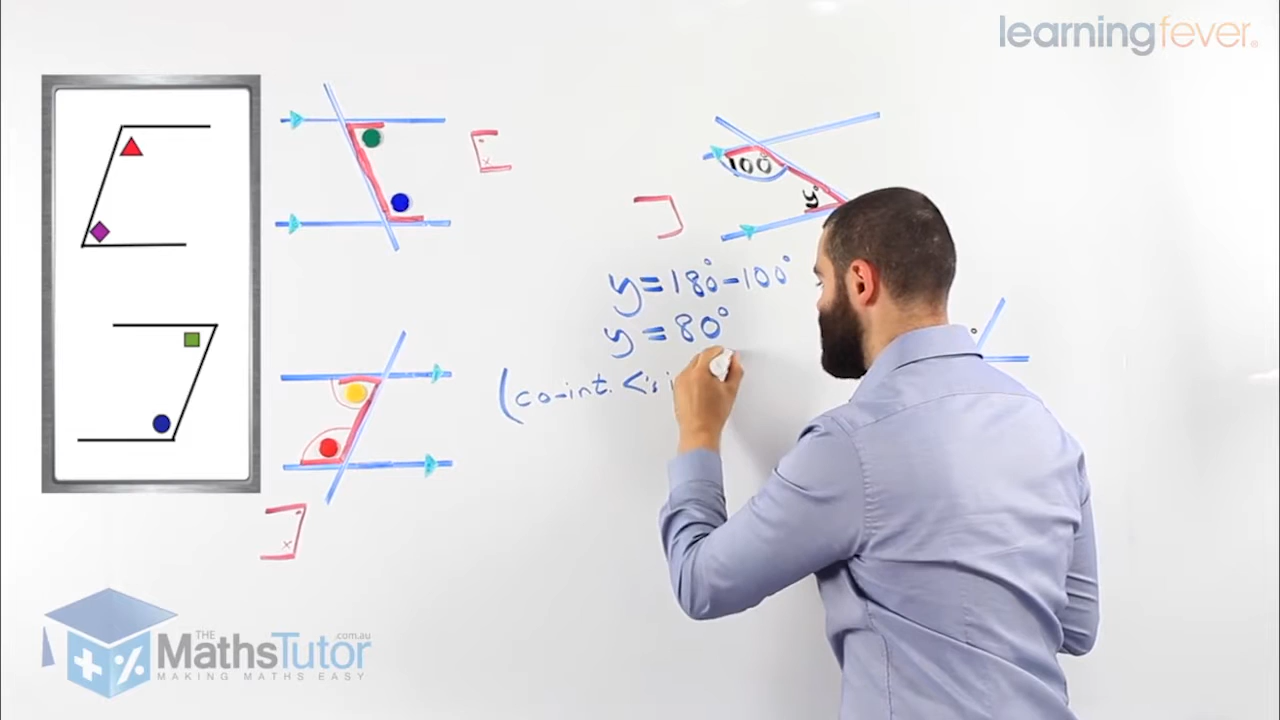 learningfever.
100°
y°
y = 180° - 100°
y = 80°
(co-int. <'s i
THE
MathsTutor.com.au
MAKING MATHS EASY